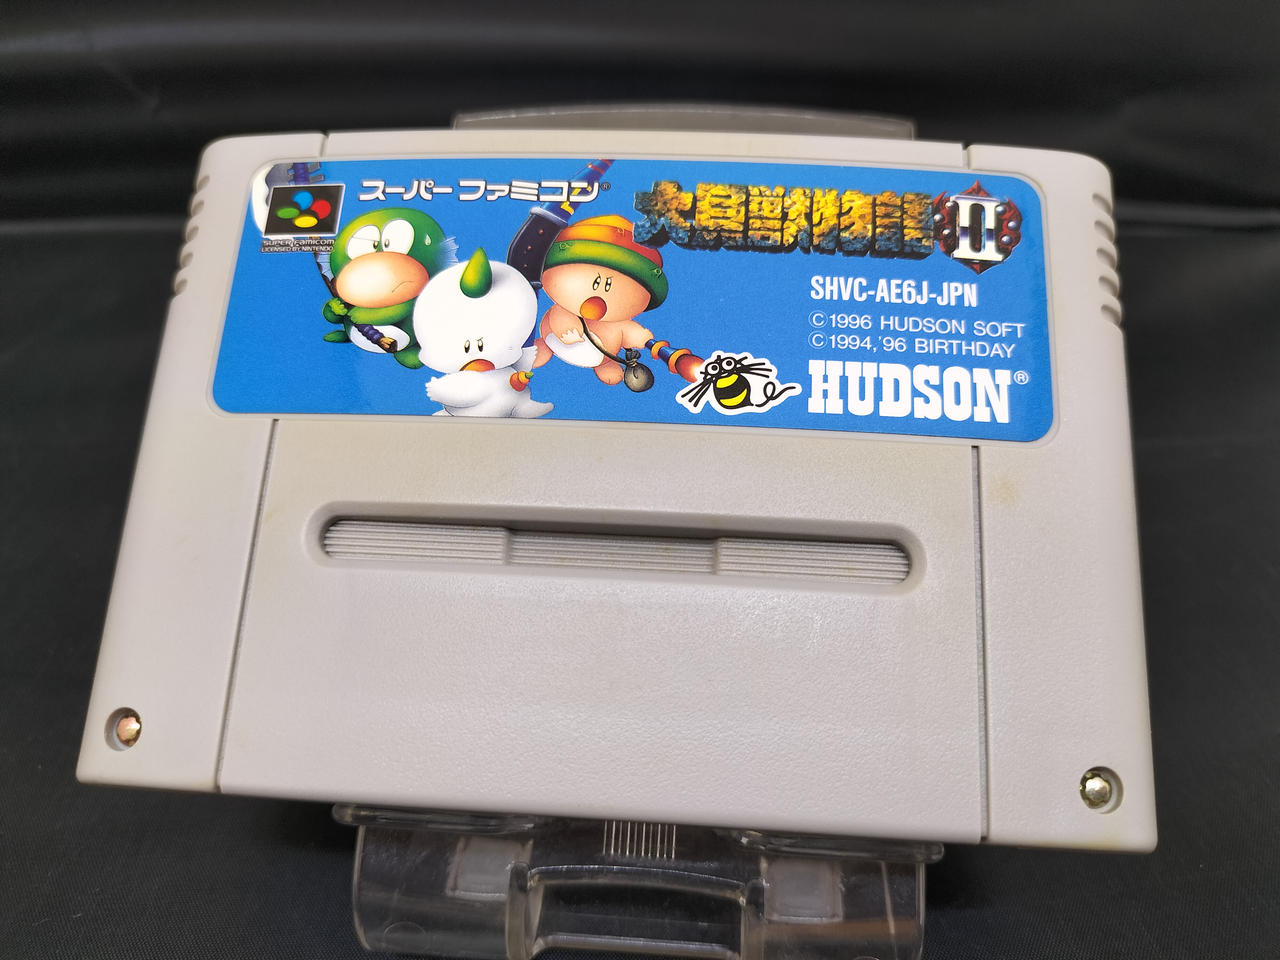 スーパーファミコン®
SUPER FAMICOM
LICENSED BY NINTENDO
大貝獣物語II
SHVC-AE6J-JPN
©1996 HUDSON SOFT
©1994,'96 BIRTHDAY
HUDSON®